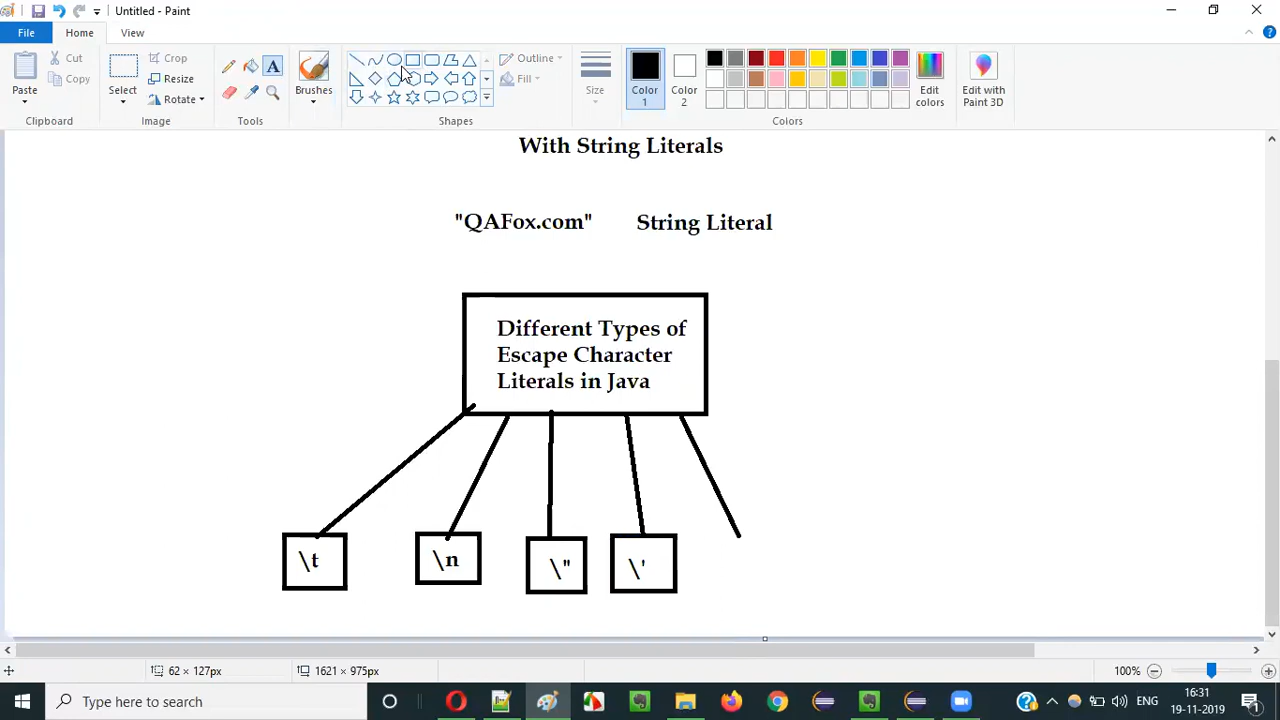 Untitled - Paint
File
Home
View
Paste
Cut
Copy
Clipboard
Select
Crop
Resize
Rotate
Image
A
Tools
Brushes
Shapes
Outline
Fill
Size
Color
1
Color
2
Colors
Edit
colors
Edit with
Paint 3D
With String Literals
"QAFox.com" String Literal
Different Types of
Escape Character
Literals in Java
\t \n \" \'
62 × 127px
1621 × 975px
100%
Type here to search
ENG
16:31
19-11-2019
1